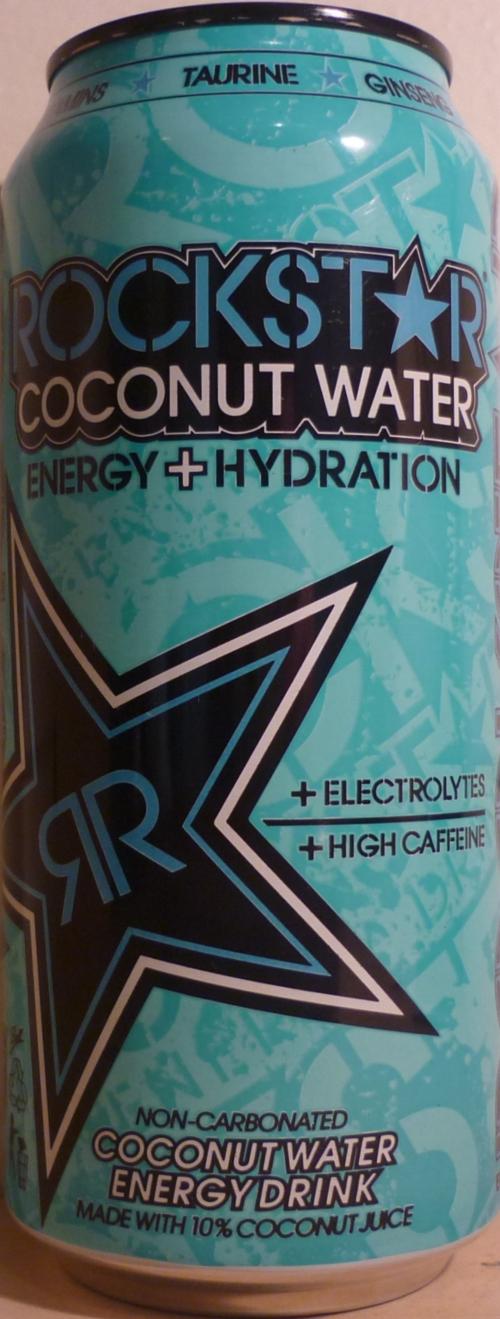 TAURINE GINSENG
ROCKSTAR
COCONUT WATER
ENERGY + HYDRATION
+ ELECTROLYTES
+ HIGH CAFFEINE
RR
NON-CARBONATED
COCONUT WATER
ENERGY DRINK
MADE WITH 10% COCONUT JUICE